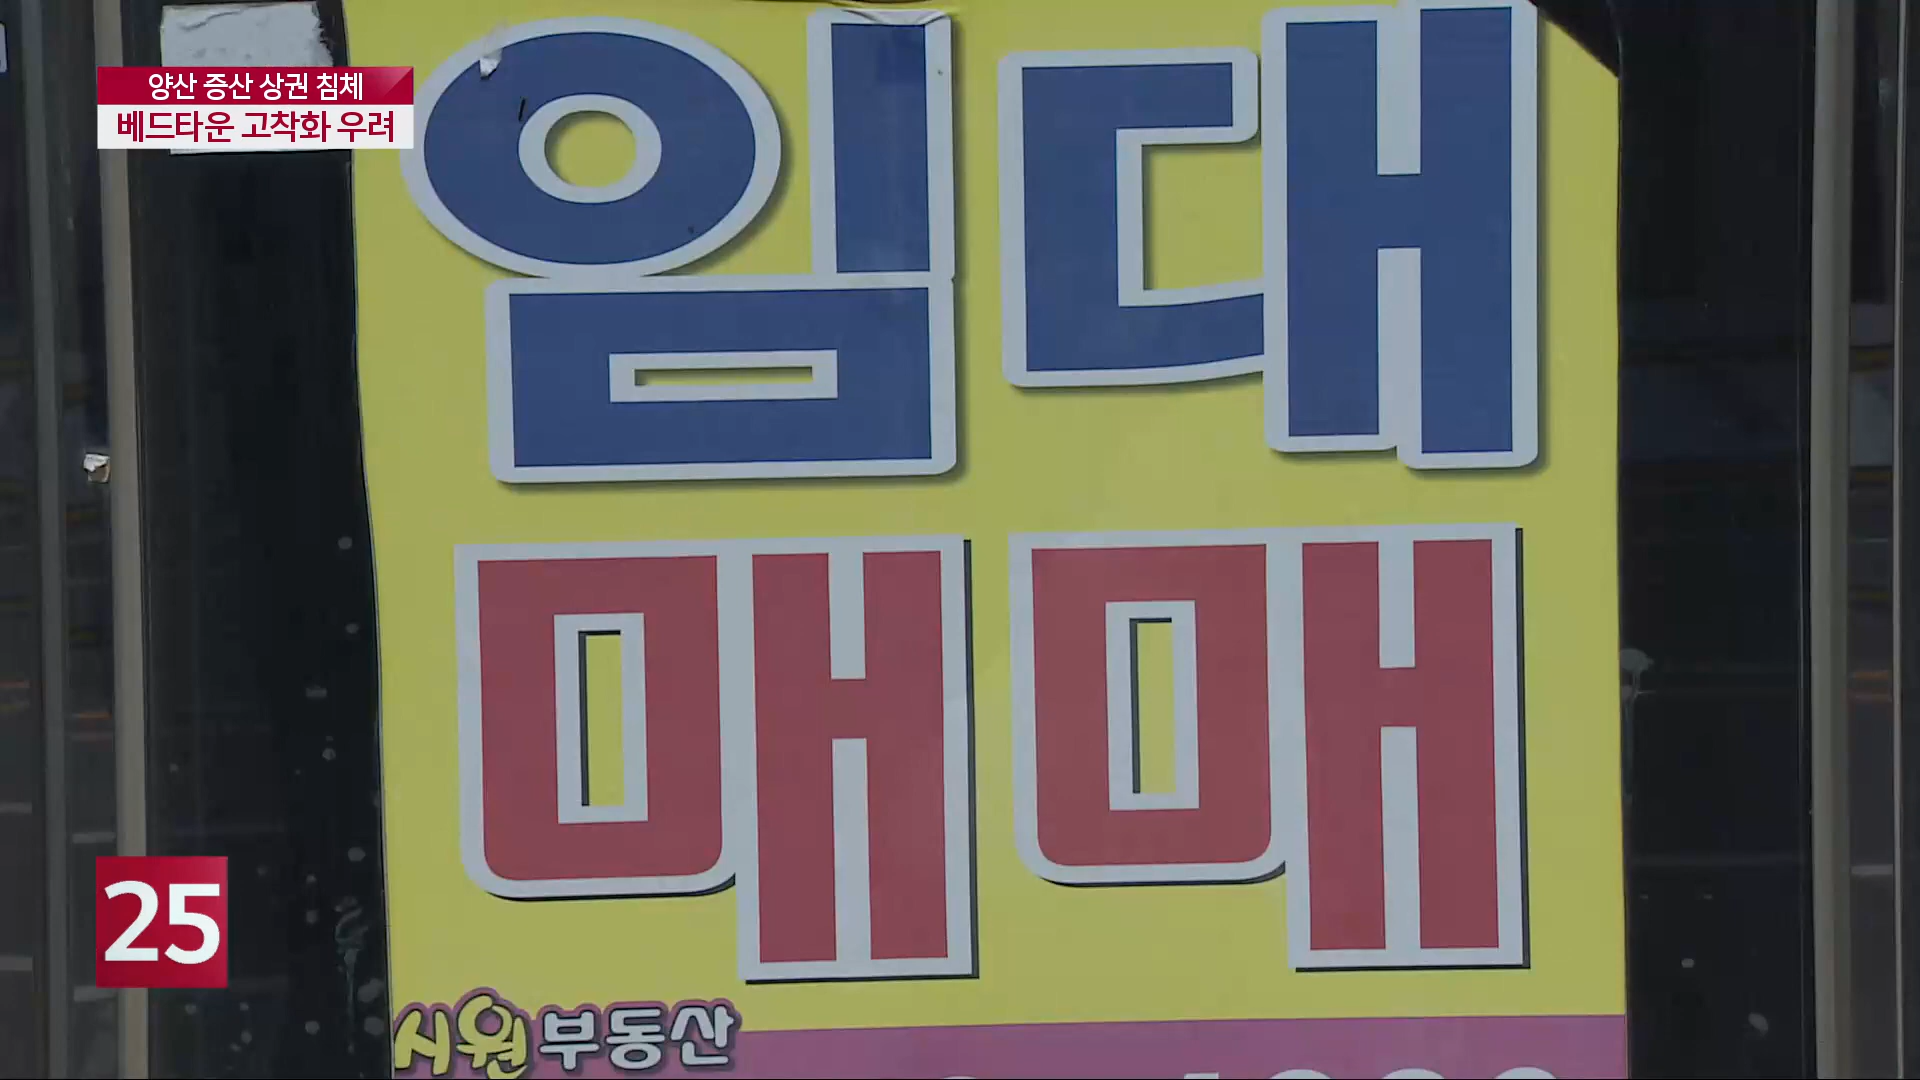 양산 증산 상권 침체
베드타운 고착화 우려
임대
매매
25
시원부동산